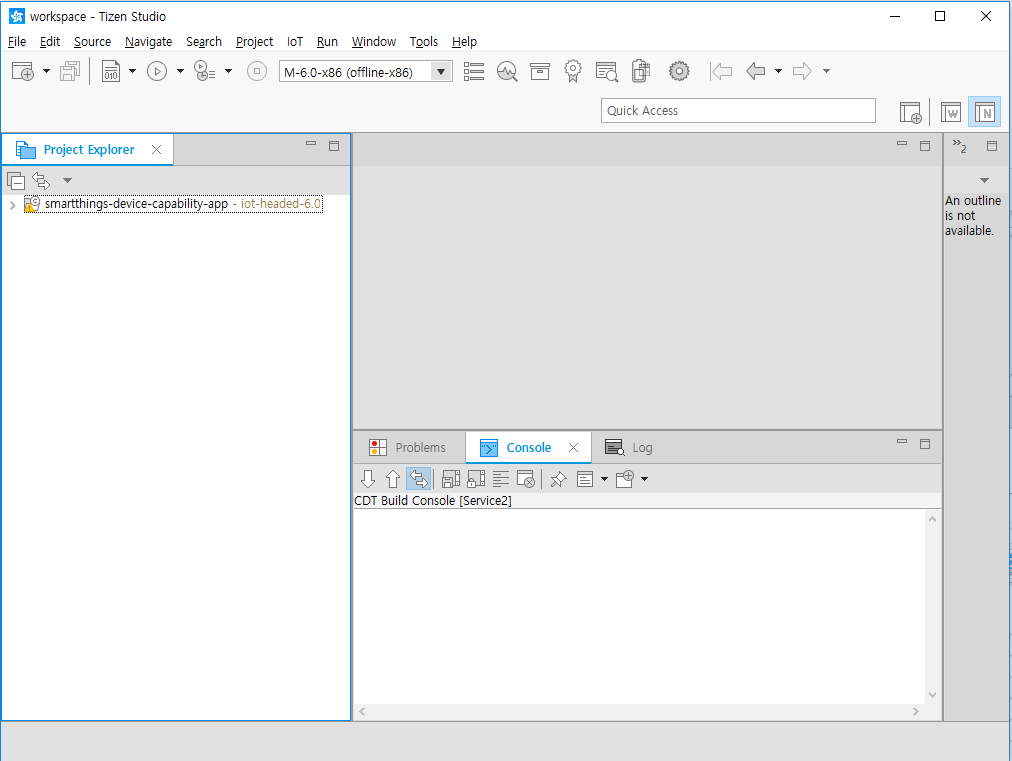 workspace - Tizen Studio
File Edit Source Navigate Search Project IoT Run Window Tools Help
010 M-6.0-x86 (offline-x86)
Quick Access W N
Project Explorer
»2
smartthings-device-capability-app - iot-headed-6.0
An outline
is not
available.
Problems Console Log
CDT Build Console [Service2]